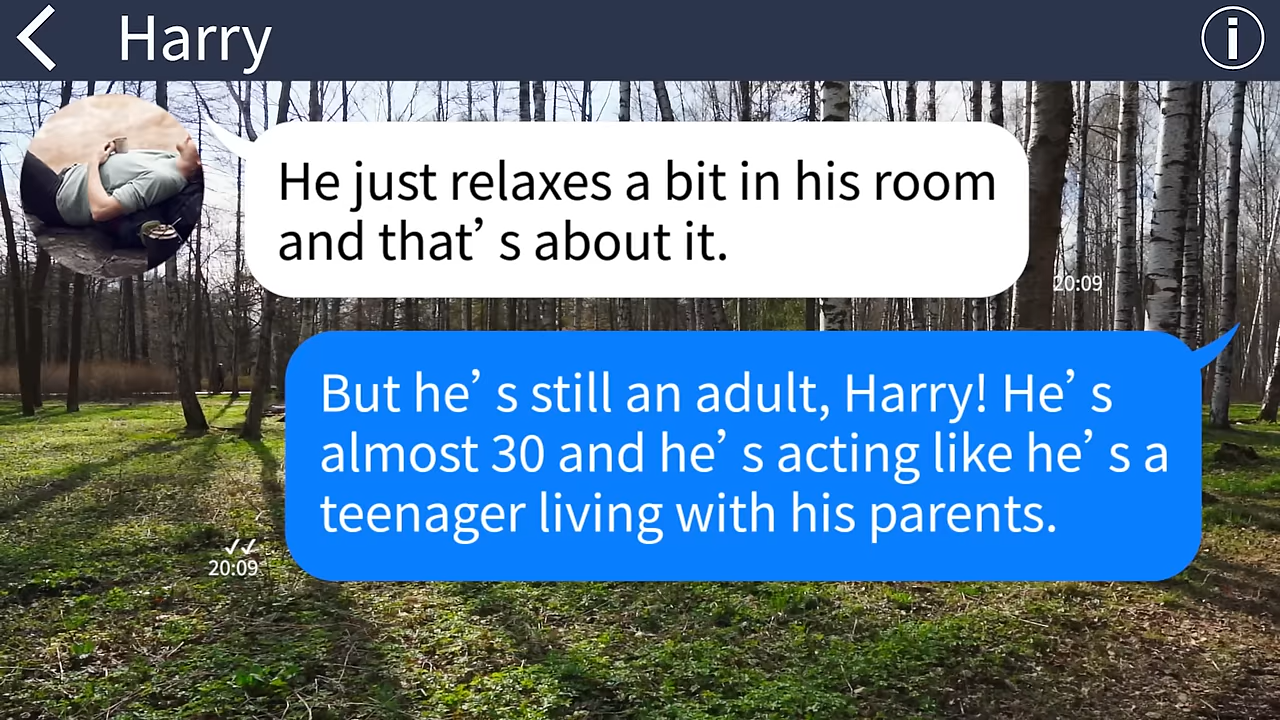 Harry
He just relaxes a bit in his room
and that’s about it.
20:09
But he’s still an adult, Harry! He’s
almost 30 and he’s acting like he’s a
teenager living with his parents.
20:09